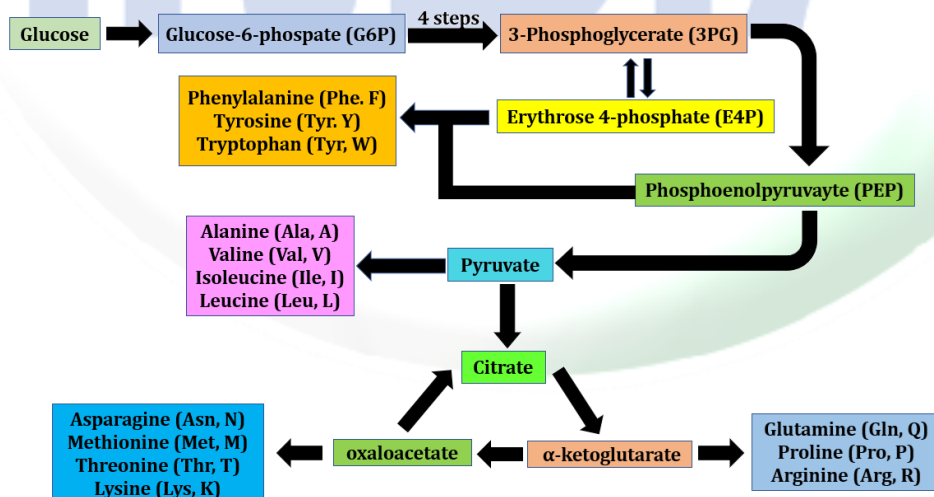 4 steps
Glucose
Glucose-6-phospate (G6P)
3-Phosphoglycerate (3PG)
Phenylalanine (Phe. F)
Tyrosine (Tyr. Y)
Tryptophan (Tyr, W)
Erythrose 4-phosphate (E4P)
Phosphoenolpyruvayte (PEP)
Alanine (Ala, A)
Valine (Val, V)
Isoleucine (Ile, I)
Leucine (Leu, L)
Pyruvate
Citrate
Asparagine (Asn, N)
Methionine (Met, M)
Threonine (Thr, T)
Lysine (Lys, K)
oxaloacetate
α-ketoglutarate
Glutamine (Gln, Q)
Proline (Pro, P)
Arginine (Arg, R)